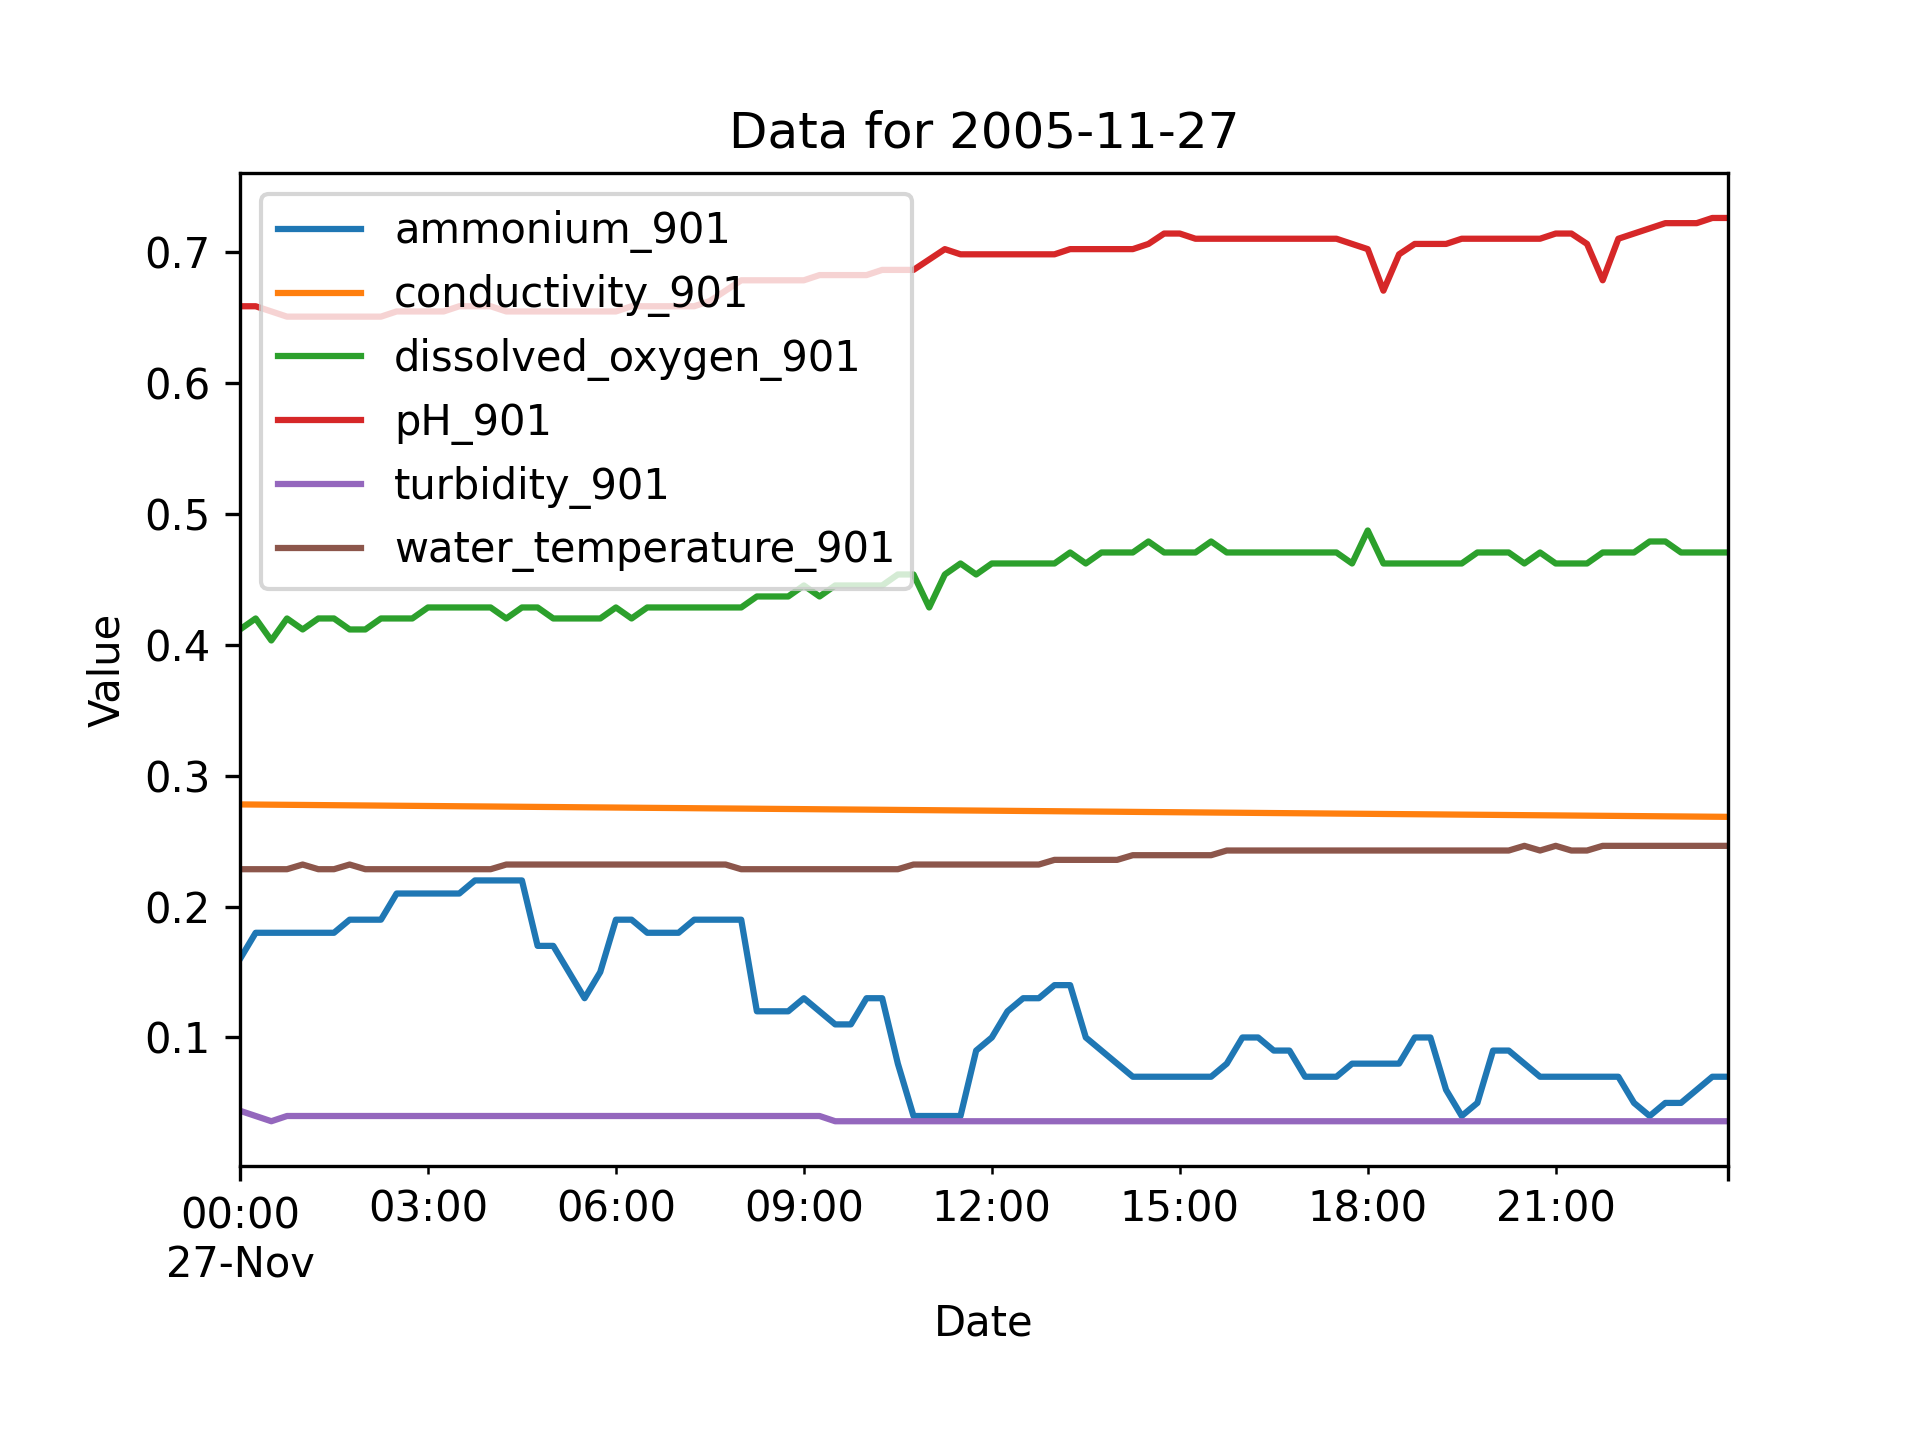 Data for 2005-11-27
ammonium_901
conductivity_901
dissolved_oxygen_901
pH_901
turbidity_901
water_temperature_901
Value
0.7
0.6
0.5
0.4
0.3
0.2
0.1
00:00 03:00 06:00 09:00 12:00 15:00 18:00 21:00
27-Nov
Date